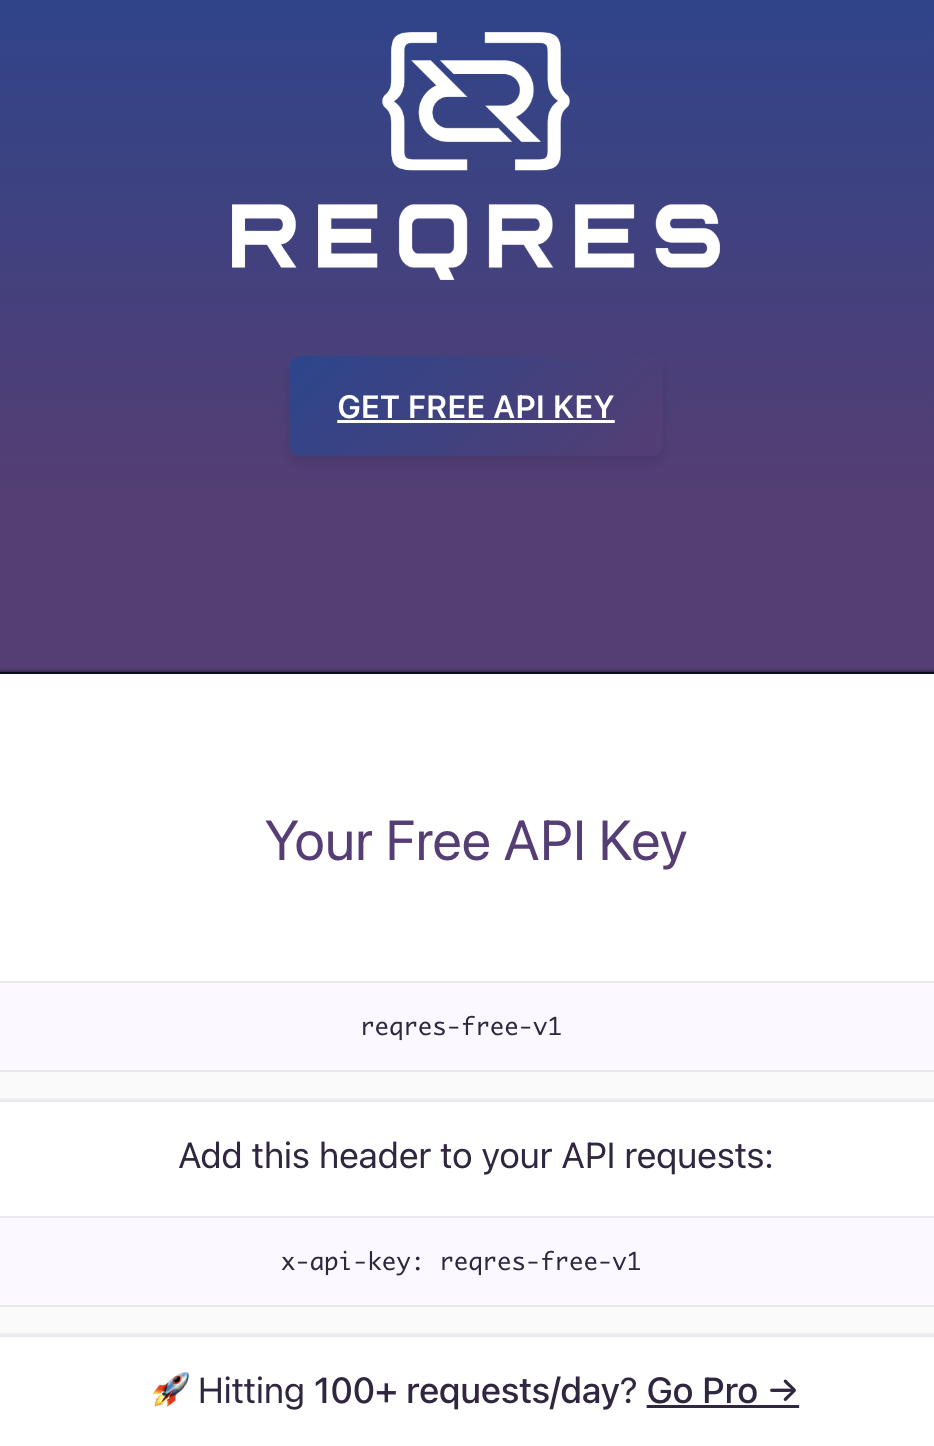 REQRES
GET FREE API KEY
Your Free API Key
reqres-free-v1
Add this header to your API requests:
x-api-key: reqres-free-v1
🚀 Hitting 100+ requests/day? Go Pro →